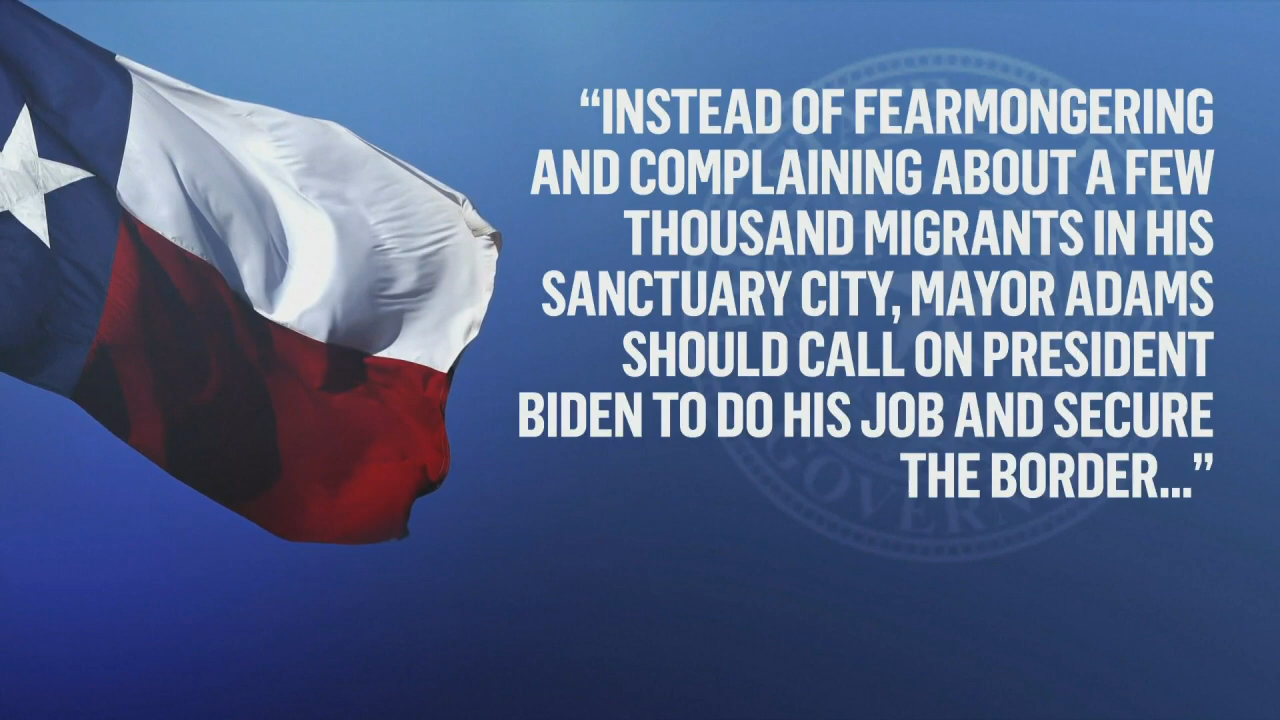 “INSTEAD OF FEARMONGERING
AND COMPLAINING ABOUT A FEW
THOUSAND MIGRANTS IN HIS
SANCTUARY CITY, MAYOR ADAMS
SHOULD CALL ON PRESIDENT
BIDEN TO DO HIS JOB AND SECURE
THE BORDER...”